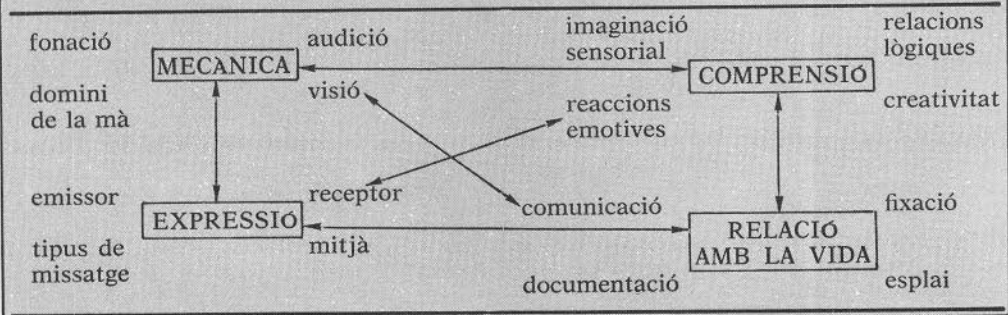 fonació
audició
imaginació
sensorial
relacions
lògiques
MECÀNICA
COMPRENSIÓ
domini
de la mà
visió
reaccions
emotives
creativitat
emissor
receptor
comunicació
fixació
EXPRESSIÓ
RELACIÓ
AMB LA VIDA
tipus de
missatge
mitjà
documentació
esplai